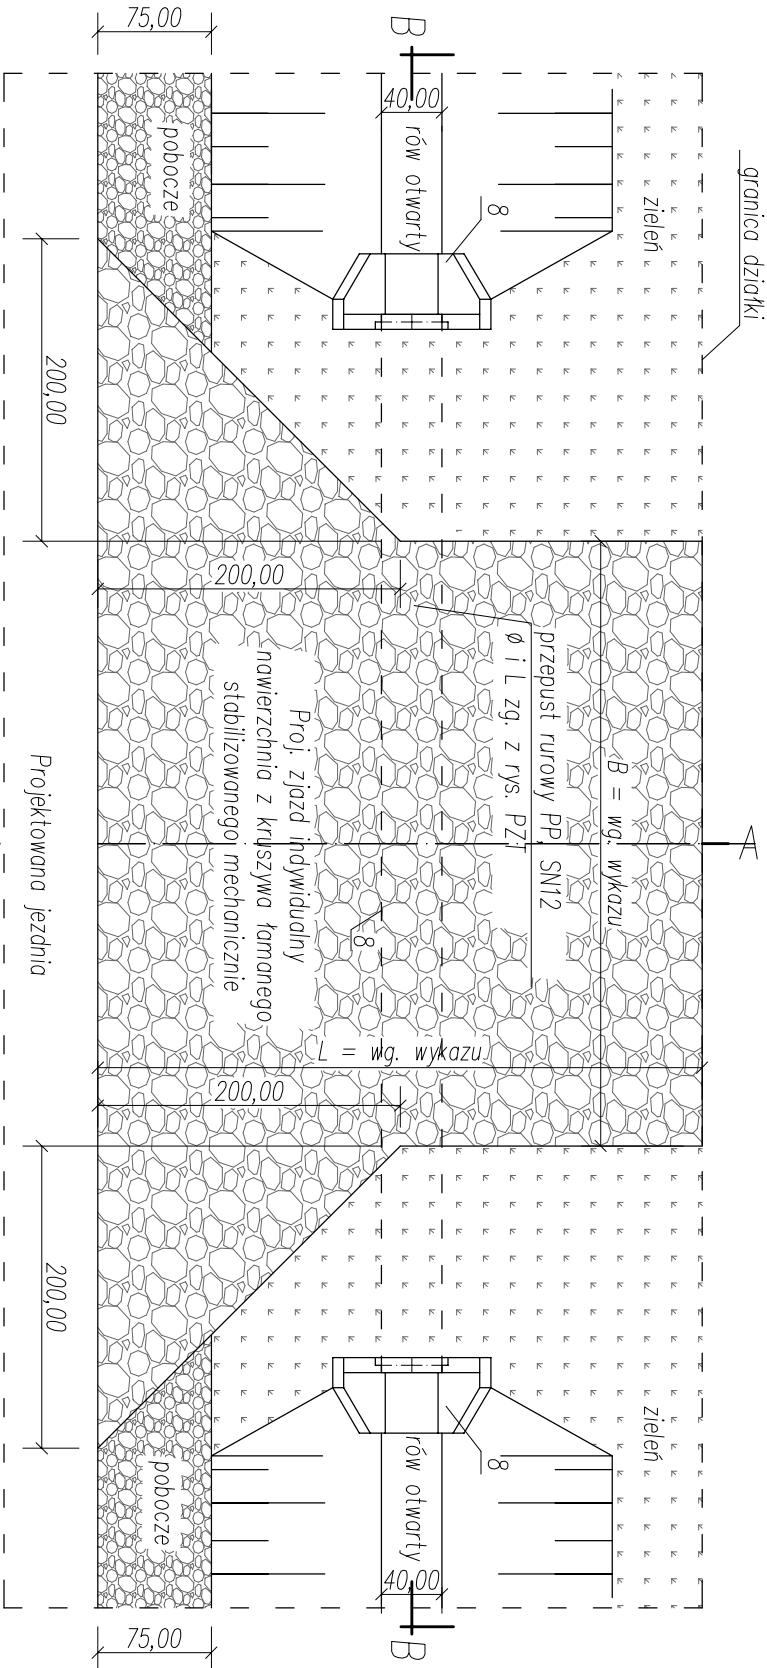 granica działki
zieleń
zieleń
B
B
40,00
40,00
rów otwarty
rów otwarty
8
8
75,00
75,00
pobocze
pobocze
A
B = wg. wykazu
przepust rurowy PP, SN12
Ø i L zg. z rys. PZT
8
L = wg. wykazu
200,00
200,00
Proj. zjazd indywidualny
nawierzchnia z kruszywa łamanego
stabilizowanego mechanicznie
200,00
200,00
Projektowana jezdnia